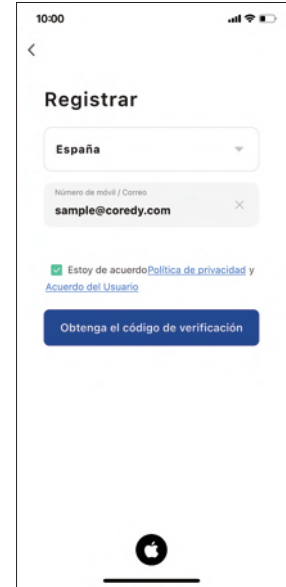 10:00
Registrar
España
Número de móvil / Correo
sample@coredy.com
Estoy de acuerdoPolítica de privacidad y
Acuerdo del Usuario
Obtenga el código de verificación